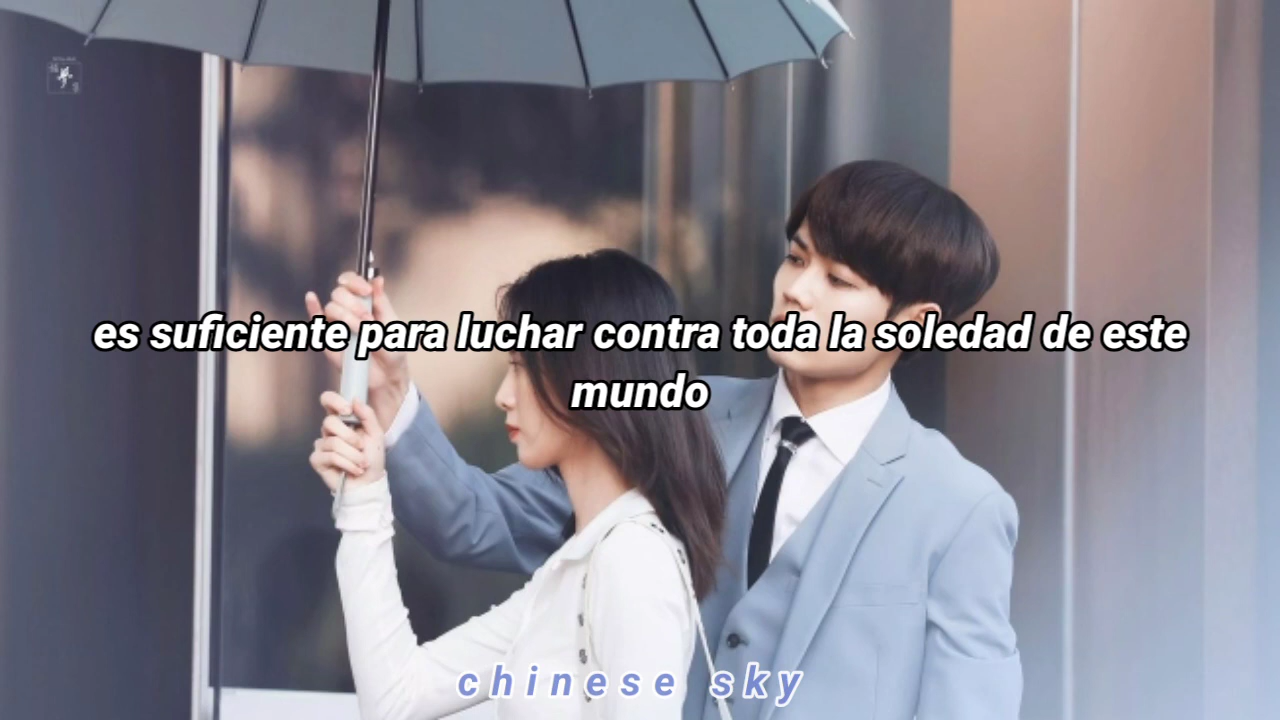 es suficiente para luchar contra toda la soledad de este
mundo
chinese sky